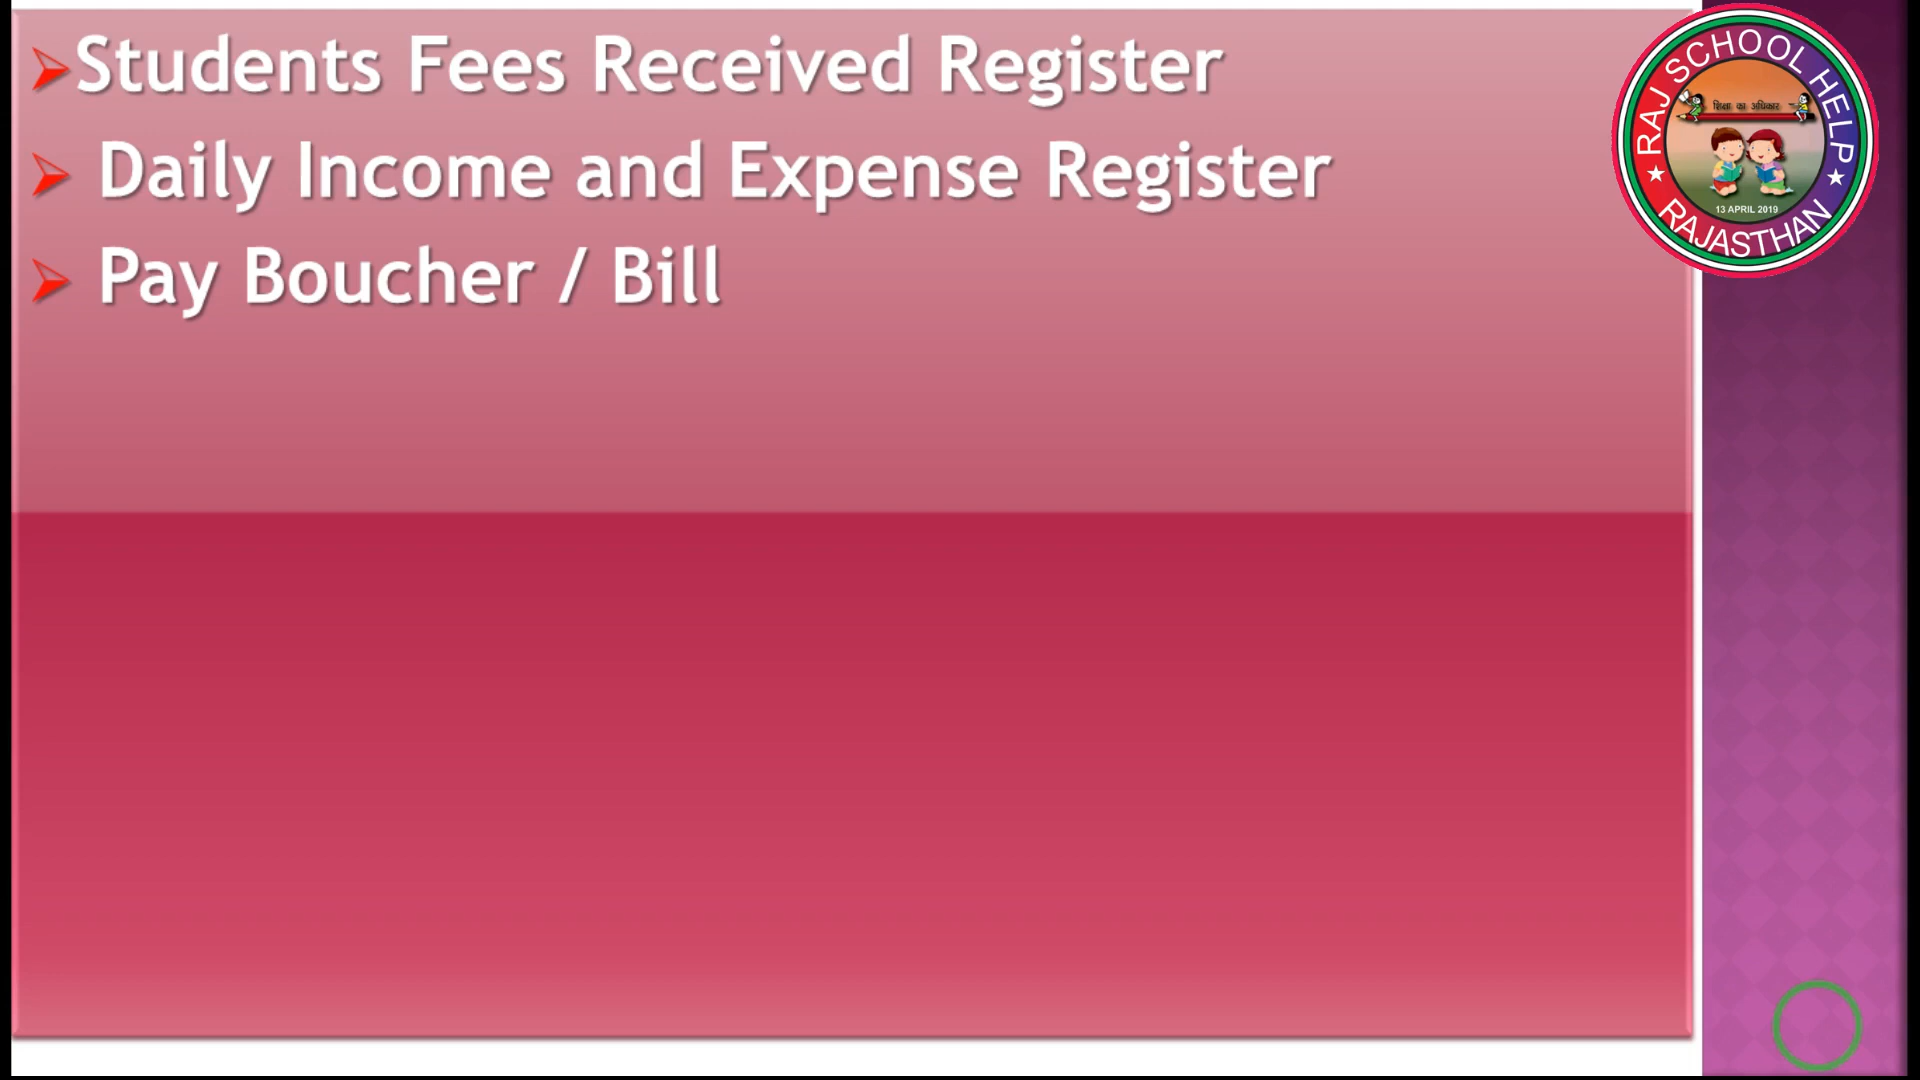 Students Fees Received Register
Daily Income and Expense Register
Pay Boucher / Bill
RAJ SCHOOL HELP
शिक्षा का अधिकार
13 APRIL 2019
RAJASTHAN